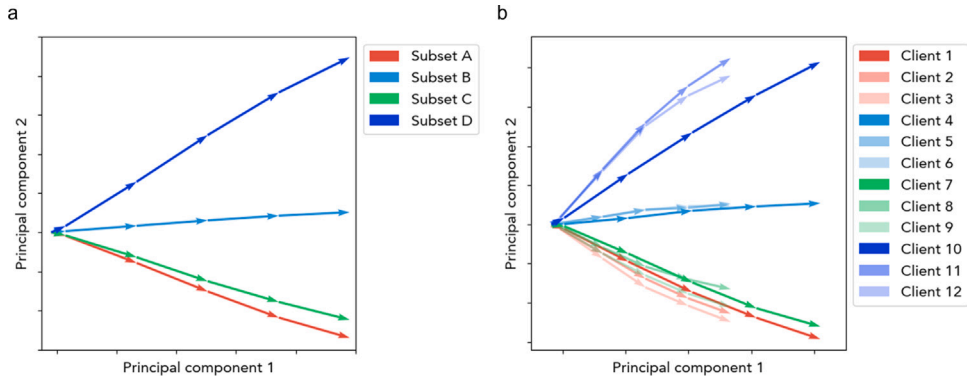 a
Principal component 2
Principal component 1
Subset A
Subset B
Subset C
Subset D
b
Principal component 2
Principal component 1
Client 1
Client 2
Client 3
Client 4
Client 5
Client 6
Client 7
Client 8
Client 9
Client 10
Client 11
Client 12